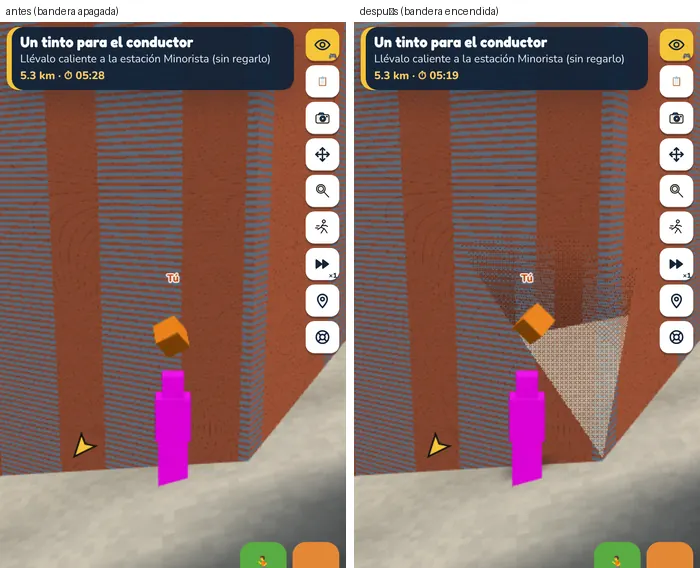 antes (bandera apagada)
Un tinto para el conductor
Llévalo caliente a la estación Minorista (sin regarlo)
5.3 km · ⏱ 05:28
×1
Tú
(bandera encendida)
Un tinto para el conductor
Llévalo caliente a la estación Minorista (sin regarlo)
5.3 km · ⏱ 05:19
×1
Tú